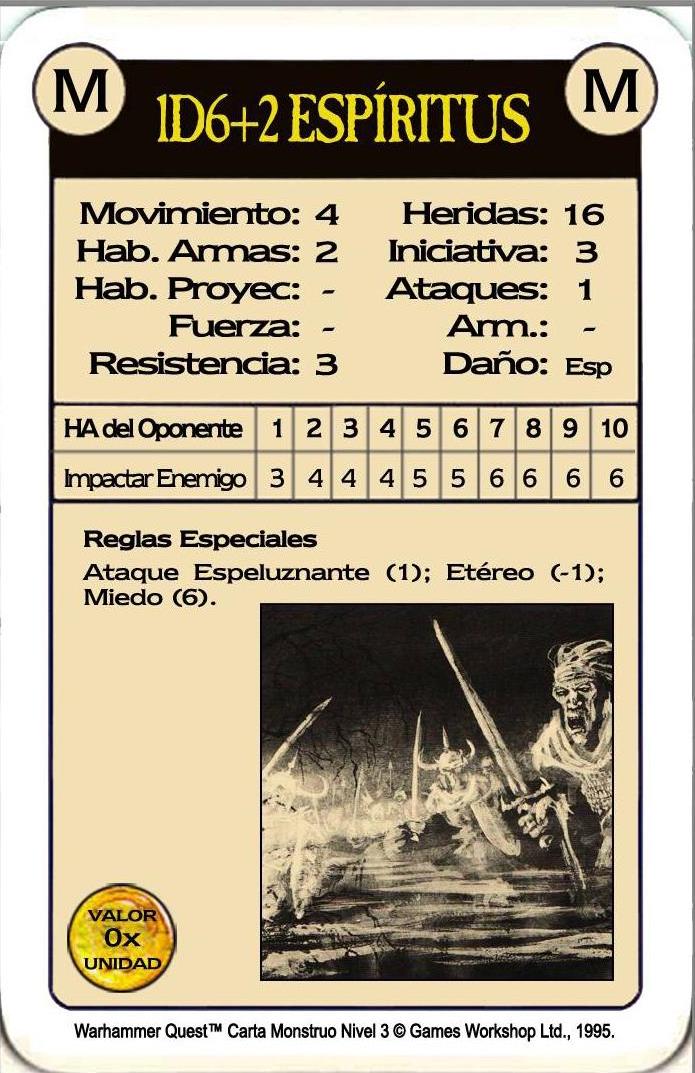 M
1D6+2 ESPÍRITUS
M
Movimiento: 4 Heridas: 16
Hab. Armas: 2 Iniciativa: 3
Hab. Proyec: - Ataques: 1
Fuerza: - Arm.: -
Resistencia: 3 Daño: Esp
HA del Oponente 1 2 3 4 5 6 7 8 9 10
Impactar Enemigo 3 4 4 4 5 5 6 6 6 6
Reglas Especiales
Ataque Espeluznante (1); Etéreo (-1);
Miedo (6).
VALOR
0x
UNIDAD
Warhammer Quest™ Carta Monstruo Nivel 3 © Games Workshop Ltd., 1995.